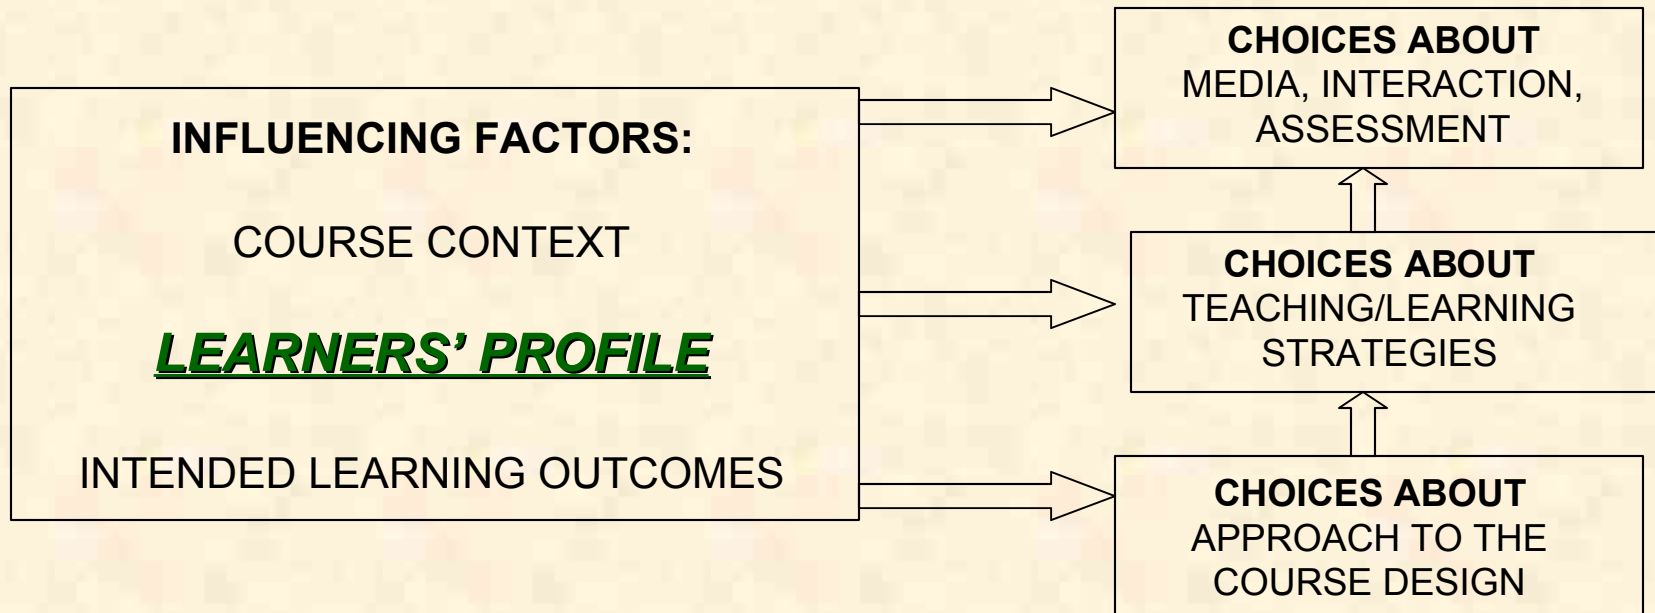 INFLUENCING FACTORS:
COURSE CONTEXT
LEARNERS’ PROFILE
INTENDED LEARNING OUTCOMES
CHOICES ABOUT
MEDIA, INTERACTION,
ASSESSMENT
CHOICES ABOUT
TEACHING/LEARNING
STRATEGIES
CHOICES ABOUT
APPROACH TO THE
COURSE DESIGN